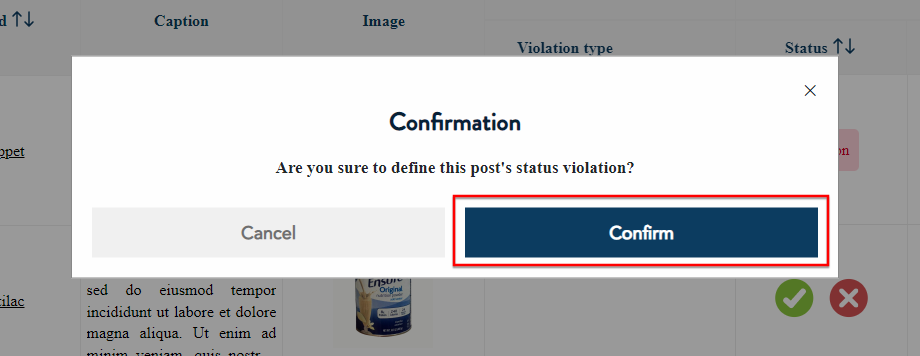 d ↑↓ Caption Image
Violation type Status ↑↓
Confirmation
Are you sure to define this post's status violation?
ppet
on
Cancel Confirm
tilac
sed do eiusmod tempor
incididunt ut labore et dolore
magna aliqua. Ut enim ad
minim veniam, quis nostr...
Ensure
Original